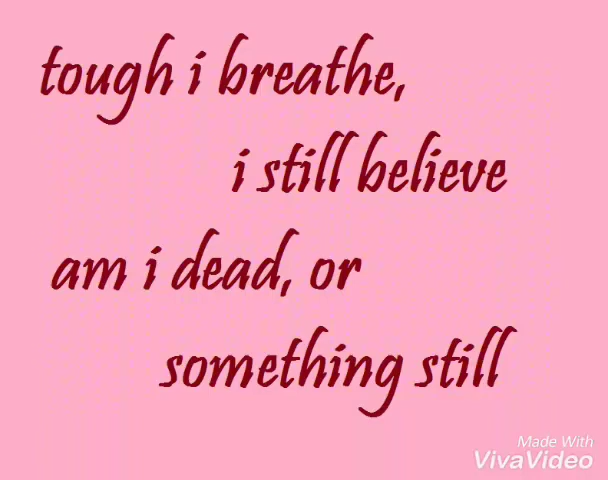 tough i breathe,
i still believe
am i dead, or
something still
Made With
VivaVideo